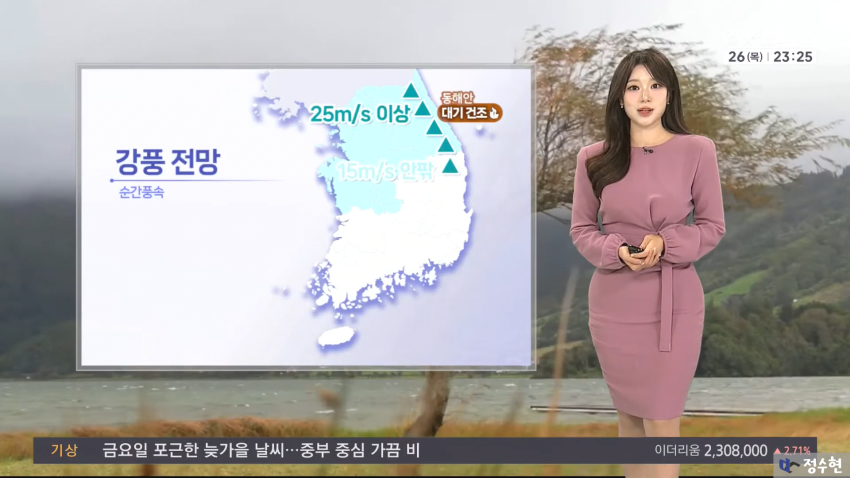 26(목) 23:25
동해안
25m/s 이상
대기 건조
15m/s 안팎
강풍 전망
순간풍속
기상 금요일 포근한 늦가을 날씨…중부 중심 가끔 비
이더리움 2,308,000 ▲2.71%
정수현